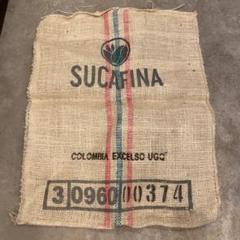 SUCAFINA
COLOMBIA EXCELSO UGQ
3 0960 00374